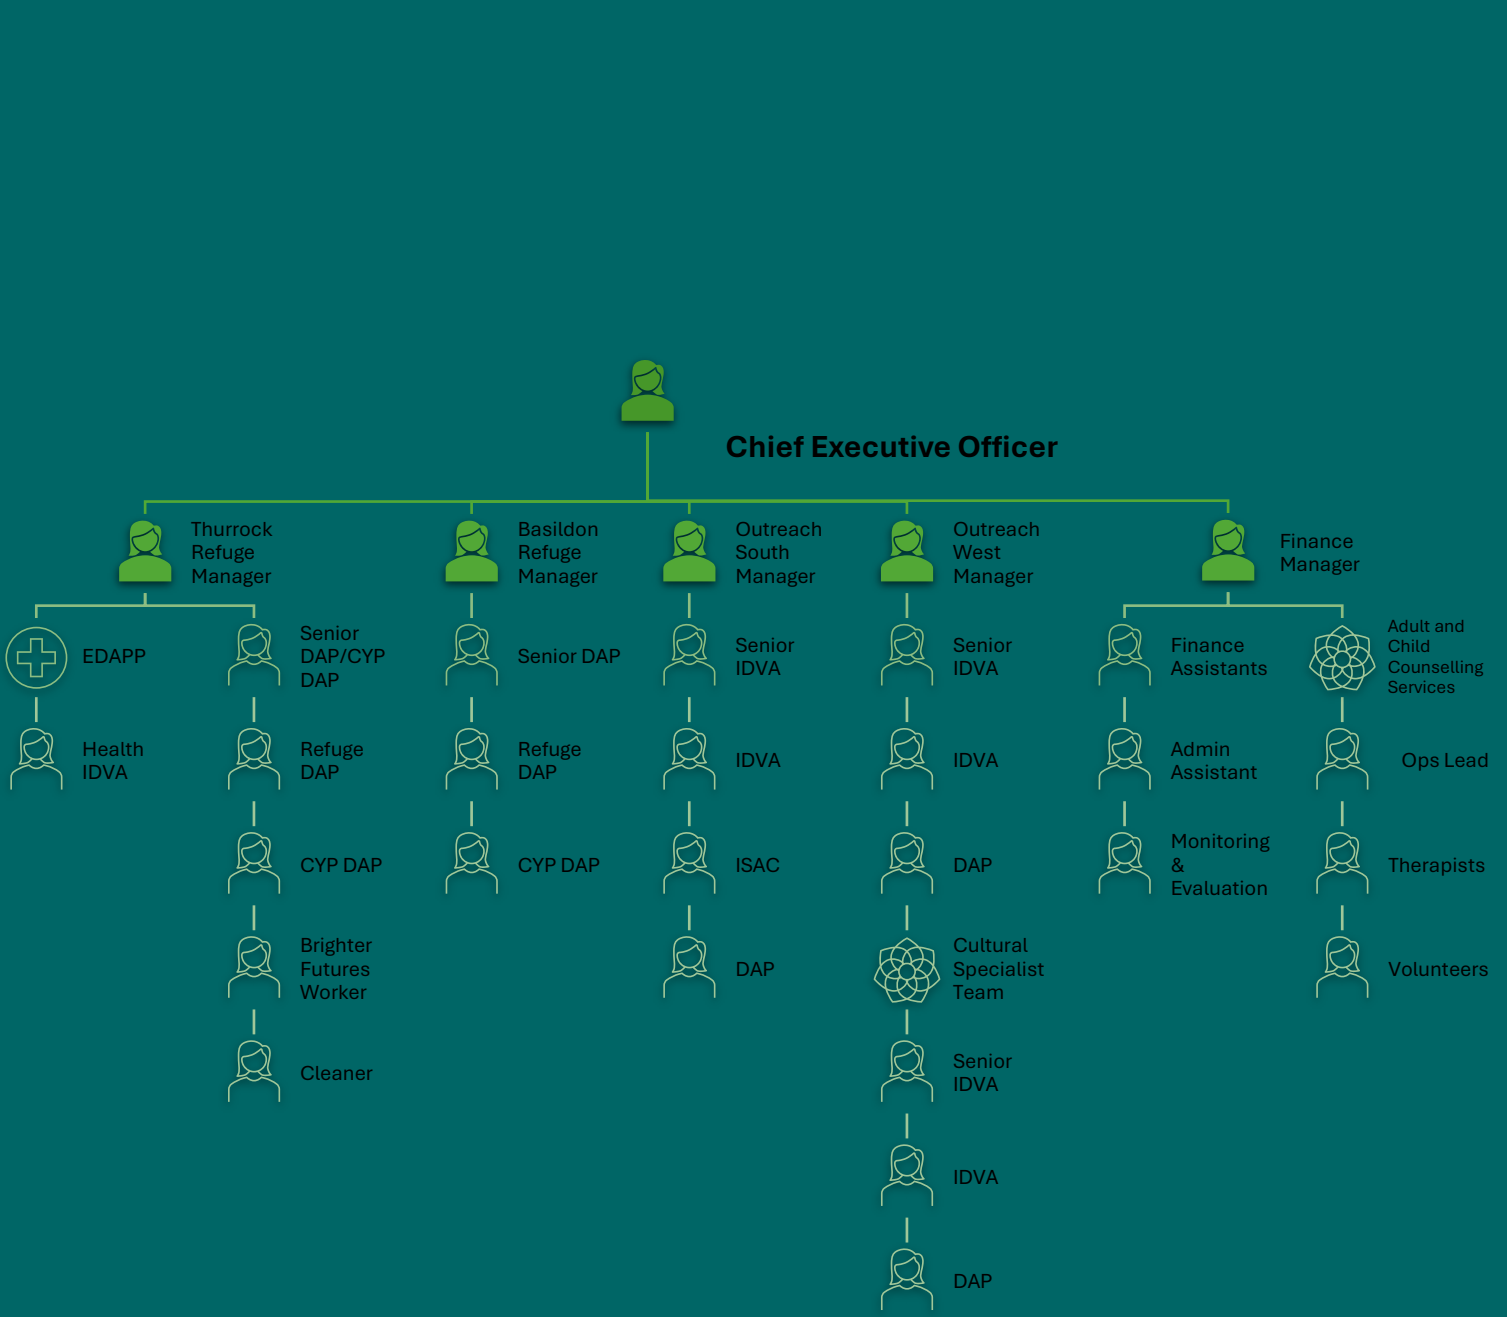 Chief Executive Officer
Thurrock
Refuge
Manager
Basildon
Refuge
Manager
Outreach
South
Manager
Outreach
West
Manager
Finance
Manager
EDAPP
Senior
DAP/CYP
DAP
Senior DAP
Senior
IDVA
Senior
IDVA
Finance
Assistants
Adult and
Child
Counselling
Services
Health
IDVA
Refuge
DAP
Refuge
DAP
IDVA
IDVA
Admin
Assistant
Ops Lead
CYP DAP
CYP DAP
ISAC
DAP
Monitoring
&
Evaluation
Therapists
Brighter
Futures
Worker
DAP
Cultural
Specialist
Team
Volunteers
Cleaner
Senior
IDVA
IDVA
DAP